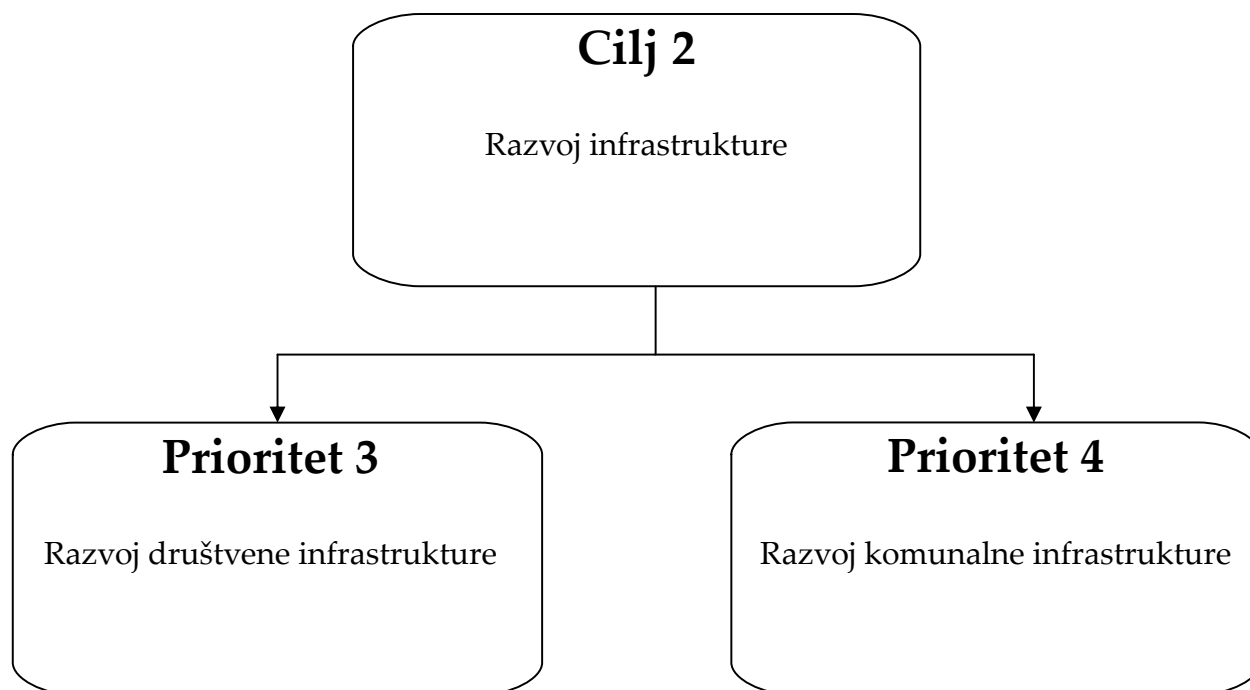 Cilj 2
Razvoj infrastrukture
Prioritet 3
Razvoj društvene infrastrukture
Prioritet 4
Razvoj komunalne infrastrukture